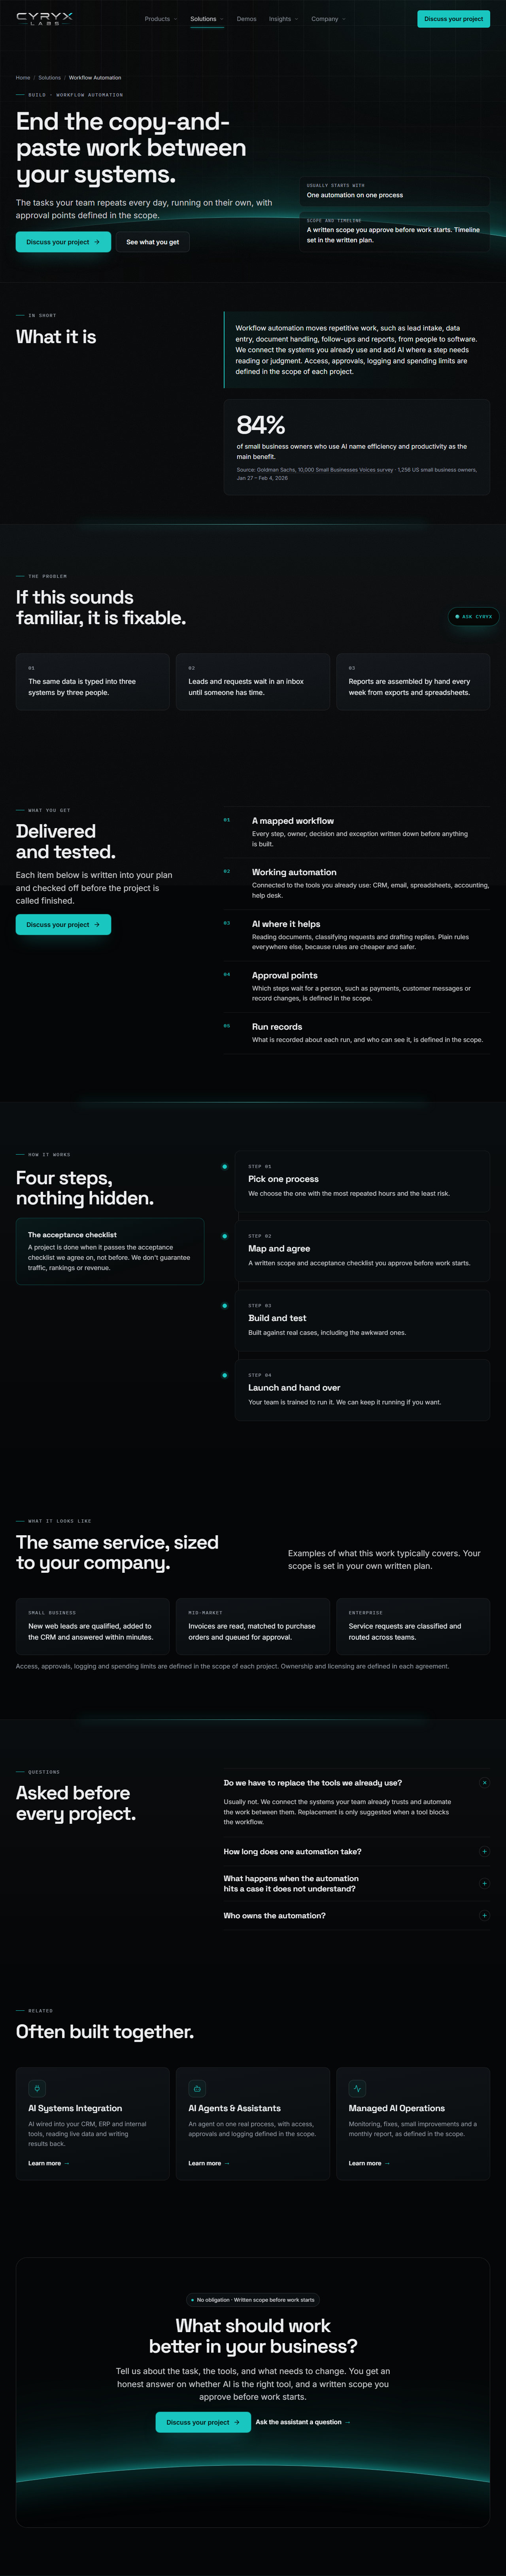 CYRYX
LABS
Products
Solutions
Demos
Insights
Company
Discuss your project
Home / Solutions / Workflow Automation
BUILD · WORKFLOW AUTOMATION
End the copy-and-
paste work between
your systems.
The tasks your team repeats every day, running on their own, with
approval points defined in the scope.
Discuss your project →
See what you get
USUALLY STARTS WITH
One automation on one process
SCOPE AND TIMELINE
A written scope you approve before work starts. Timeline
set in the written plan.
IN SHORT
What it is
Workflow automation moves repetitive work, such as lead intake, data
entry, document handling, follow-ups and reports, from people to software.
We connect the systems you already use and add AI where a step needs
reading or judgment. Access, approvals, logging and spending limits are
defined in the scope of each project.
84%
of small business owners who use AI name efficiency and productivity as the
main benefit.
Source: Goldman Sachs, 10,000 Small Businesses Voices survey · 1,256 US small business owners,
Jan 27 – Feb 4, 2026
THE PROBLEM
If this sounds
familiar, it is fixable.
ASK CYRYX
01
The same data is typed into three
systems by three people.
02
Leads and requests wait in an inbox
until someone has time.
03
Reports are assembled by hand every
week from exports and spreadsheets.
WHAT YOU GET
Delivered
and tested.
Each item below is written into your plan
and checked off before the project is
called finished.
Discuss your project →
01
A mapped workflow
Every step, owner, decision and exception written down before anything
is built.
02
Working automation
Connected to the tools you already use: CRM, email, spreadsheets, accounting,
help desk.
03
AI where it helps
Reading documents, classifying requests and drafting replies. Plain rules
everywhere else, because rules are cheaper and safer.
04
Approval points
Which steps wait for a person, such as payments, customer messages or
record changes, is defined in the scope.
05
Run records
What is recorded about each run, and who can see it, is defined in the scope.
HOW IT WORKS
Four steps,
nothing hidden.
The acceptance checklist
A project is done when it passes the acceptance
checklist we agree on, not before. We don't guarantee
traffic, rankings or revenue.
STEP 01
Pick one process
We choose the one with the most repeated hours and the least risk.
STEP 02
Map and agree
A written scope and acceptance checklist you approve before work starts.
STEP 03
Build and test
Built against real cases, including the awkward ones.
STEP 04
Launch and hand over
Your team is trained to run it. We can keep it running if you want.
WHAT IT LOOKS LIKE
The same service, sized
to your company.
Examples of what this work typically covers. Your
scope is set in your own written plan.
SMALL BUSINESS
New web leads are qualified, added to
the CRM and answered within minutes.
MID-MARKET
Invoices are read, matched to purchase
orders and queued for approval.
ENTERPRISE
Service requests are classified and
routed across teams.
Access, approvals, logging and spending limits are defined in the scope of each project. Ownership and licensing are defined in each agreement.
QUESTIONS
Asked before
every project.
Do we have to replace the tools we already use?
Usually not. We connect the systems your team already trusts and automate
the work between them. Replacement is only suggested when a tool blocks
the workflow.
How long does one automation take?
What happens when the automation
hits a case it does not understand?
Who owns the automation?
RELATED
Often built together.
AI Systems Integration
AI wired into your CRM, ERP and internal
tools, reading live data and writing
results back.
Learn more →
AI Agents & Assistants
An agent on one real process, with access,
approvals and logging defined in the scope.
Learn more →
Managed AI Operations
Monitoring, fixes, small improvements and a
monthly report, as defined in the scope.
Learn more →
No obligation · Written scope before work starts
What should work
better in your business?
Tell us about the task, the tools, and what needs to change. You get an
honest answer on whether AI is the right tool, and a written scope you
approve before work starts.
Discuss your project →
Ask the assistant a question →